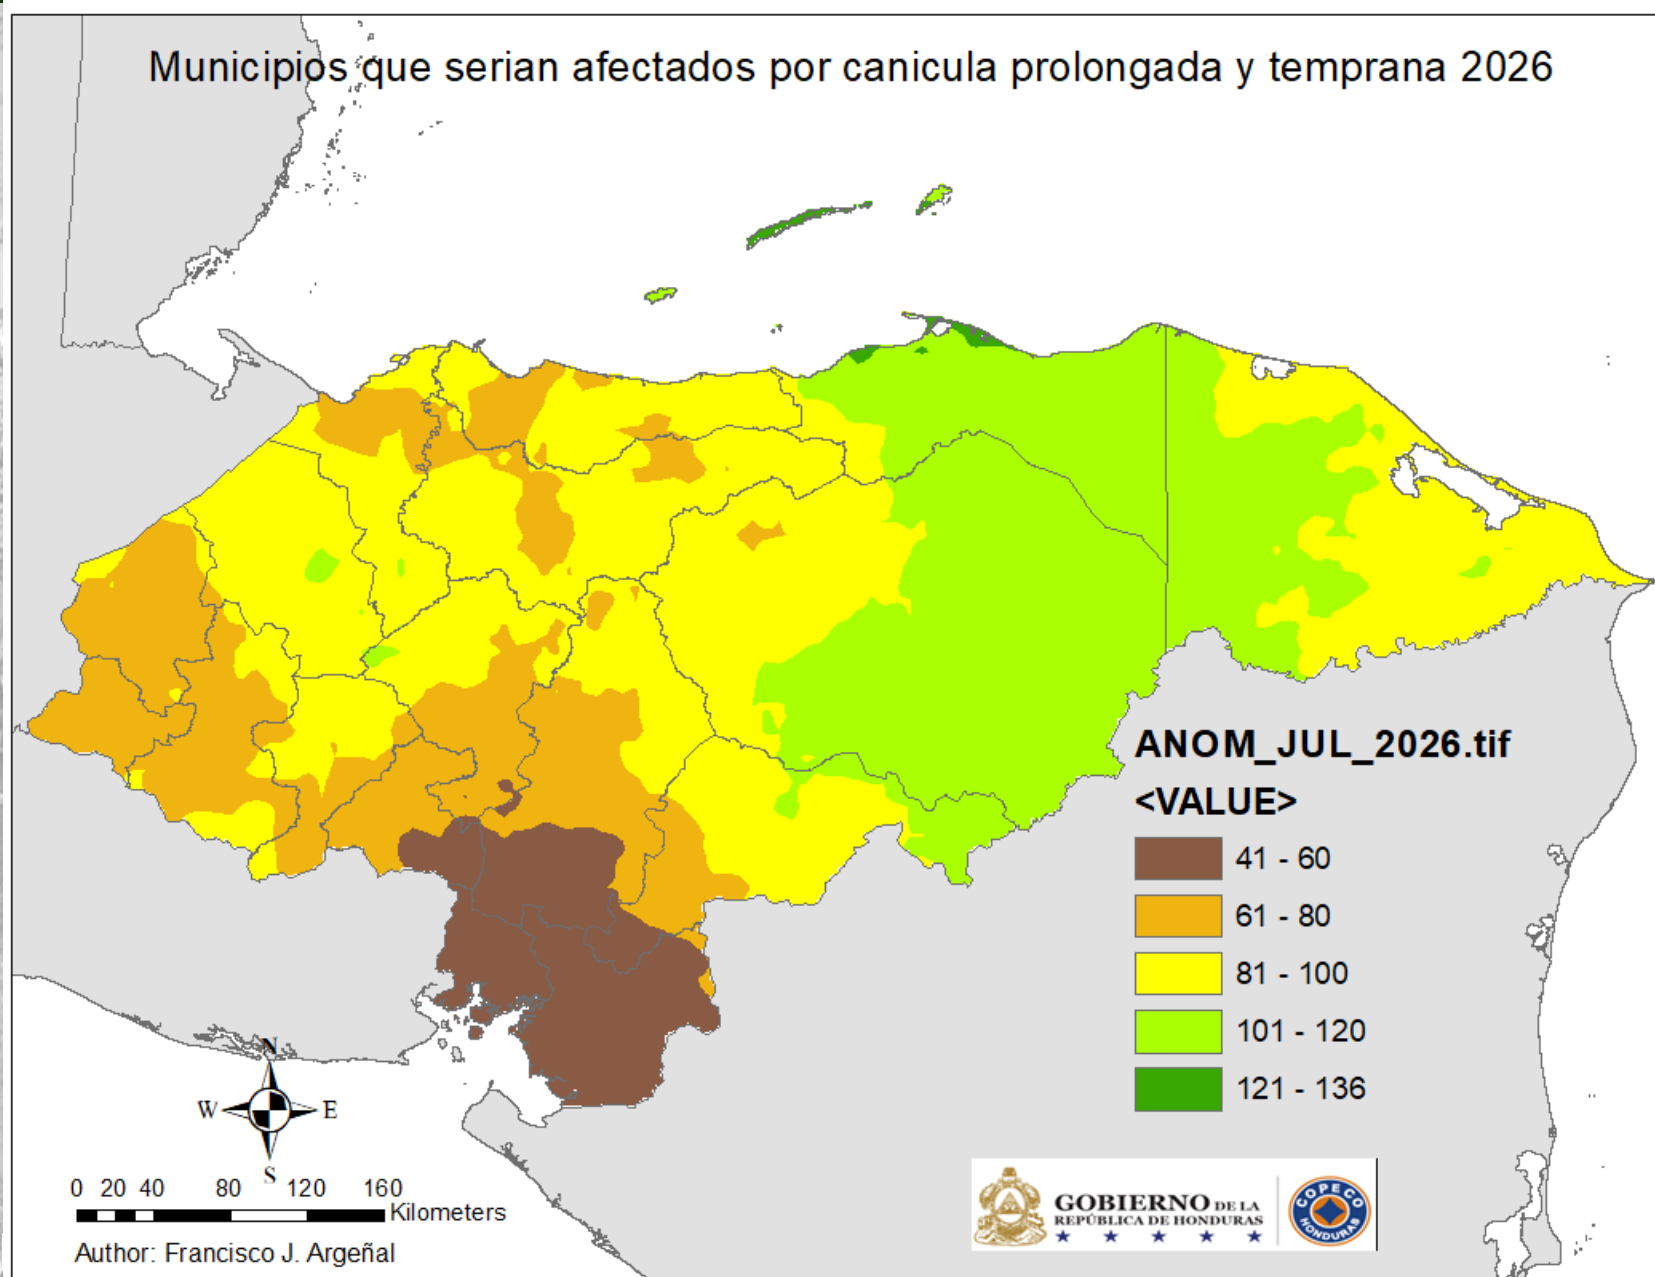 Municipios que serian afectados por canicula prolongada y temprana 2026
ANOM_JUL_2026.tif
<VALUE>
41 - 60
61 - 80
81 - 100
101 - 120
121 - 136
N
W E
S
0 20 40 80 120 160
Kilometers
Author: Francisco J. Argeñal
GOBIERNO DE LA
REPÚBLICA DE HONDURAS
COPECO
HONDURAS